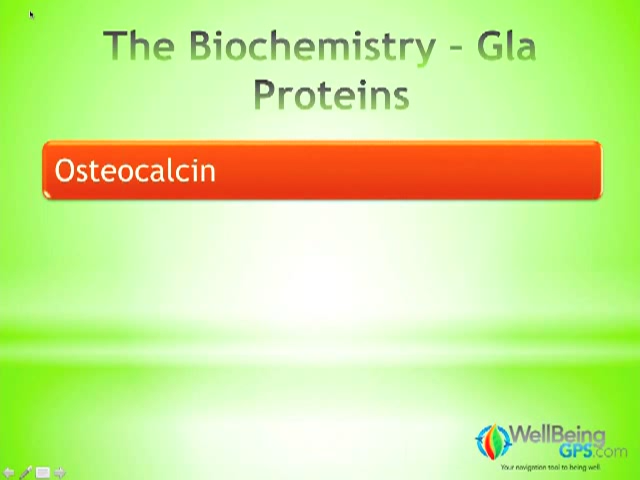 The Biochemistry – Gla
Proteins
Osteocalcin
WellBeing
GPS.com
Your navigation tool to being well.